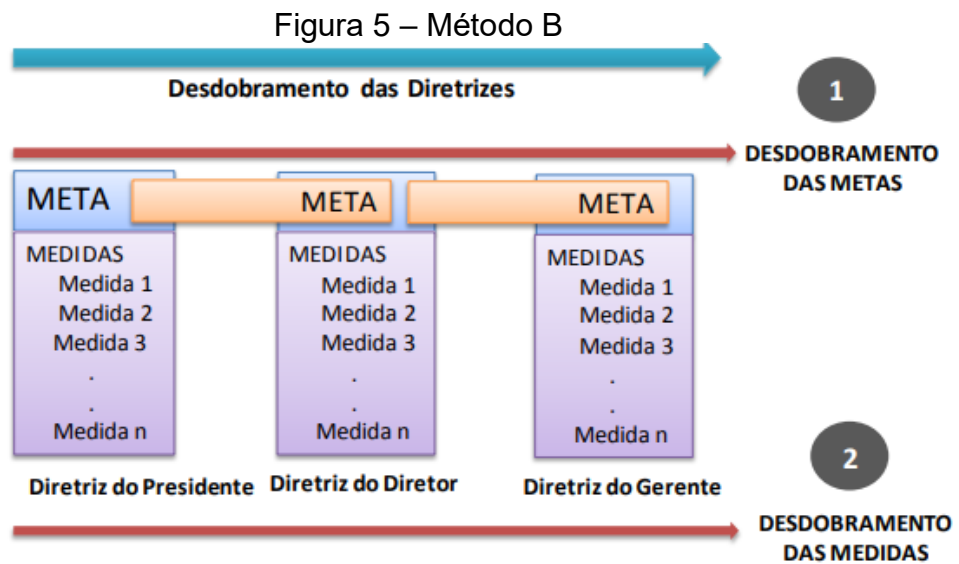 Figura 5 – Método B
Desdobramento das Diretrizes
1
DESDOBRAMENTO
DAS METAS
META
META
META
MEDIDAS
Medida 1
Medida 2
Medida 3
.
.
Medida n
MEDIDAS
Medida 1
Medida 2
Medida 3
.
.
Medida n
MEDIDAS
Medida 1
Medida 2
Medida 3
.
.
Medida n
Diretriz do Presidente
Diretriz do Diretor
Diretriz do Gerente
2
DESDOBRAMENTO
DAS MEDIDAS